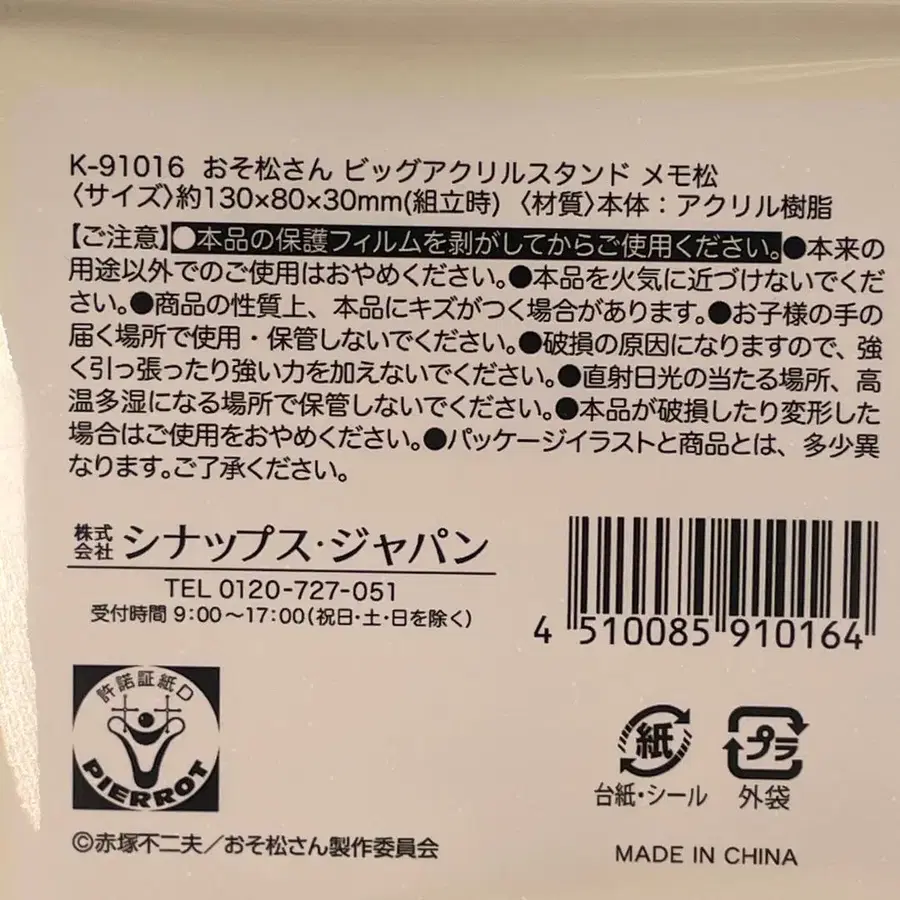 K-91016 おそ松さん ビッグアクリルスタンド メモ松
〈サイズ〉約130×80×30mm(組立時) 〈材質〉本体：アクリル樹脂
【ご注意】●本品の保護フィルムを剥がしてからご使用ください。●本来の
用途以外でのご使用はおやめください。●本品を火気に近づけないでくだ
さい。●商品の性質上、本品にキズがつく場合があります。●お子様の手の
届く場所で使用・保管しないでください。●破損の原因になりますので、強
く引っ張ったり強い力を加えないでください。●直射日光の当たる場所、高
温多湿になる場所で保管しないでください。●本品が破損したり変形した
場合はご使用をおやめください。●パッケージイラストと商品とは、多少異
なります。ご了承ください。
株式会社 シナップス・ジャパン
TEL 0120-727-051
受付時間 9:00〜17:00(祝日・土・日を除く)
4 510085 910164
許諾証紙D
PIERROT
紙
台紙・シール
プラ
外袋
©赤塚不二夫／おそ松さん製作委員会
MADE IN CHINA